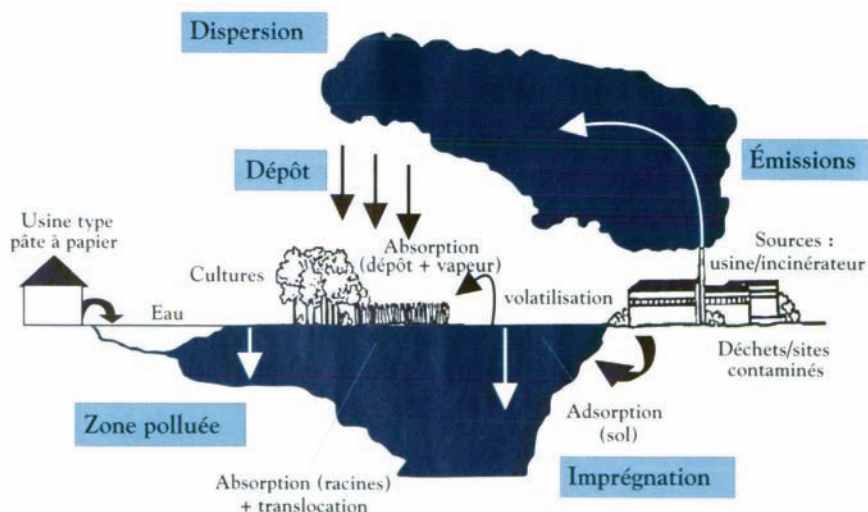 Dispersion
Émissions
Dépôt
Usine type
pâte à papier
Absorption
(dépôt + vapeur)
Sources :
usine/incinérateur
Cultures
volatilisation
Eau
Déchets/sites
contaminés
Zone polluée
Adsorption
(sol)
Absorption (racines)
+ translocation
Imprégnation